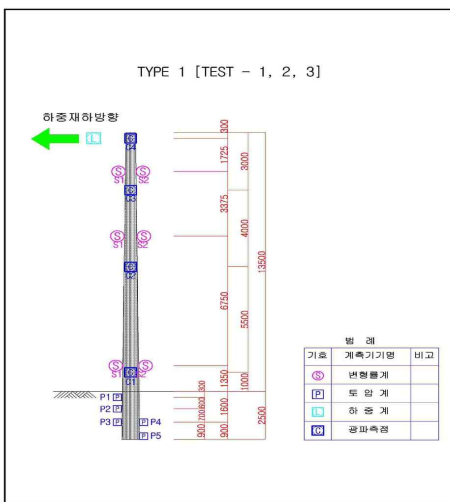 TYPE 1 [TEST - 1, 2, 3]
하중재하방향
L
C
C4
S S
S1 S2
C
C3
S S
S1 S2
C
C2
S S
S1 S2
C
C1
P1 P
P2 P
P3 P
P P4
P P5
300
1725
3375
6750
1350
300
700
600
900
1600
900
3000
4000
5500
1000
13500
2500
범 례
기호 계측기기명 비고
S 변형률계
P 토 압 계
L 하 중 계
C 광파측점